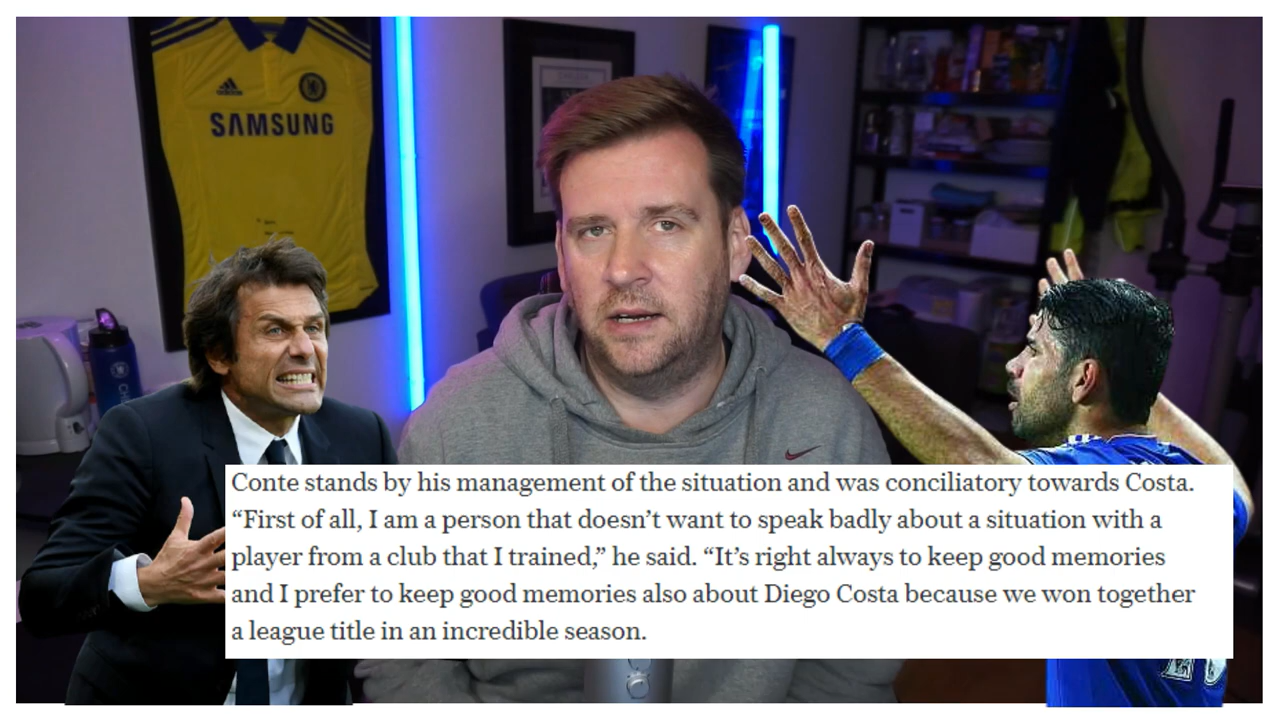 SAMSUNG
Conte stands by his management of the situation and was conciliatory towards Costa.
“First of all, I am a person that doesn’t want to speak badly about a situation with a
player from a club that I trained,” he said. “It’s right always to keep good memories
and I prefer to keep good memories also about Diego Costa because we won together
a league title in an incredible season.